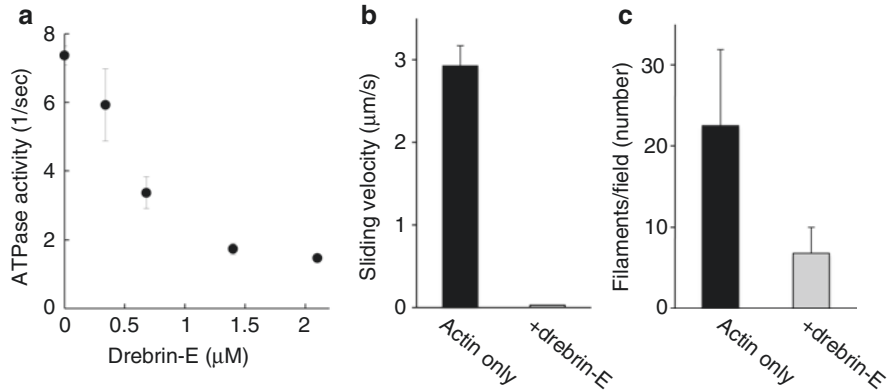 a
ATPase activity (1/sec)
8
6
4
2
0
0 0.5 1 1.5 2
Drebrin-E (μM)
b
Sliding velocity (μm/s)
3
2
1
0
Actin only
+drebrin-E
c
Filaments/field (number)
30
20
10
0
Actin only
+drebrin-E